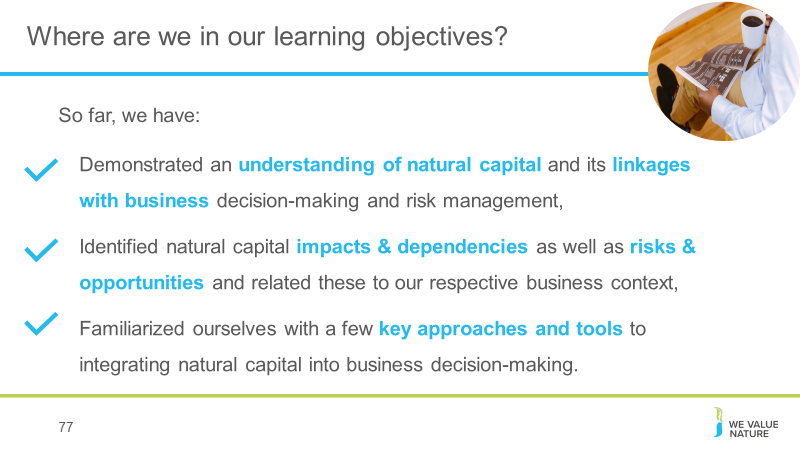 Where are we in our learning objectives?
So far, we have:
Demonstrated an understanding of natural capital and its linkages
with business decision-making and risk management,
Identified natural capital impacts & dependencies as well as risks &
opportunities and related these to our respective business context,
Familiarized ourselves with a few key approaches and tools to
integrating natural capital into business decision-making.
77
WE VALUE
NATURE